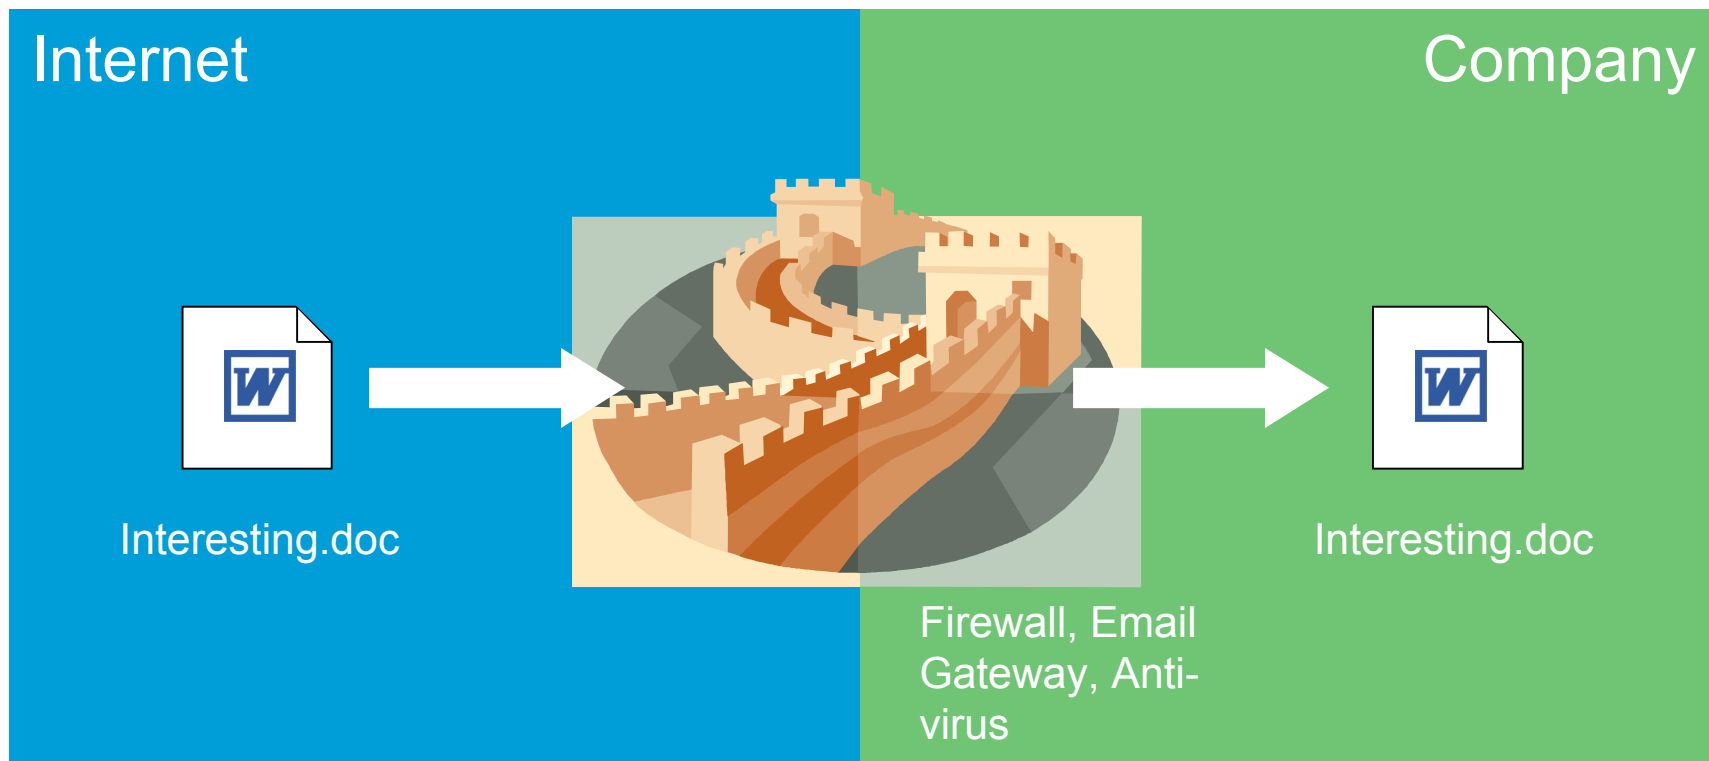 Internet
Company
W
Interesting.doc
W
Interesting.doc
Firewall, Email
Gateway, Anti-
virus